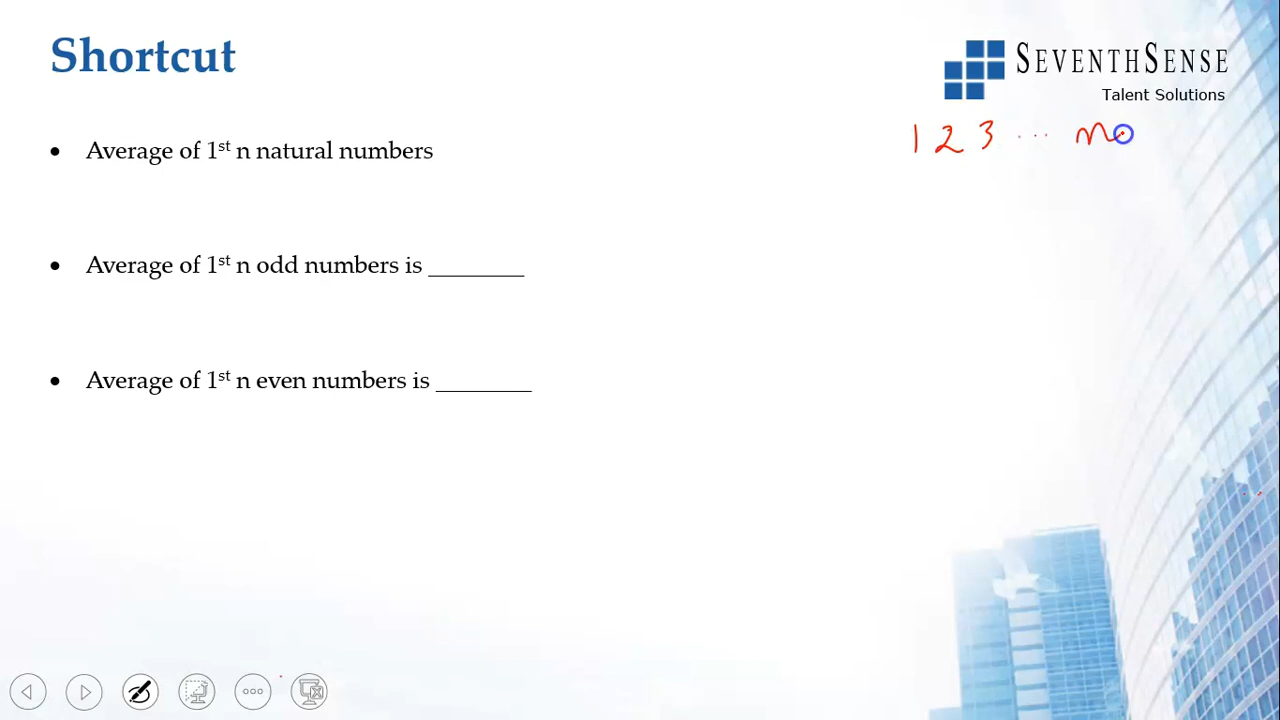 Shortcut
SEVENTHSENSE
Talent Solutions
1 2 3 ... n
• Average of 1st n natural numbers
• Average of 1st n odd numbers is ________
• Average of 1st n even numbers is ________